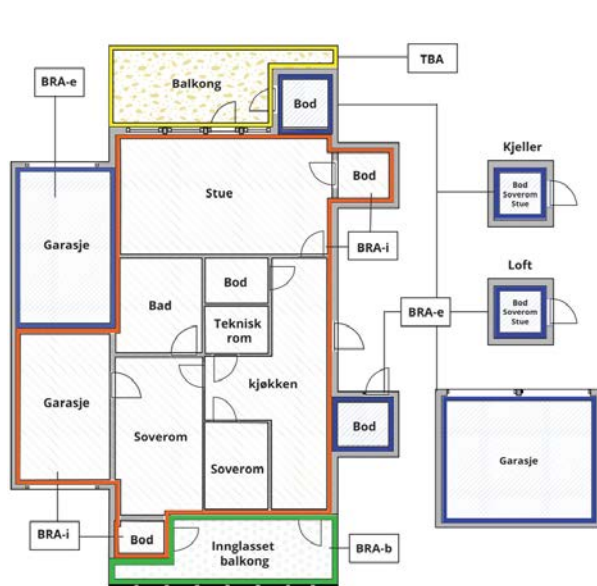 TBA
BRA-e
Balkong
Bod
Kjeller
Bod
Soverom
Stue
Bod
Stue
Garasje
BRA-i
Loft
Bod
Soverom
Stue
Bod
Bad
BRA-e
Teknisk
rom
kjøkken
Garasje
Bod
Soverom
Soverom
Garasje
BRA-i
Bod
Innglasset
balkong
BRA-b